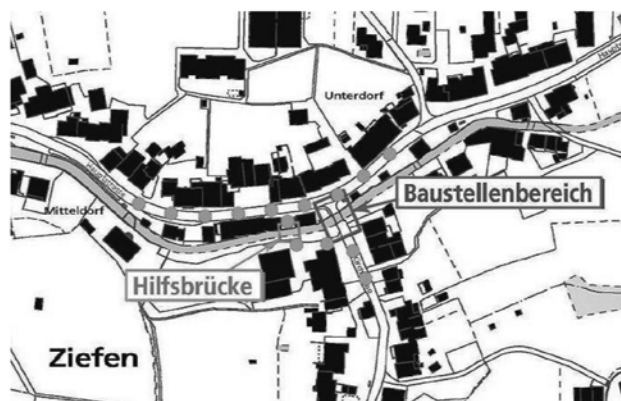 Unterdorf
Baustellenbereich
Mitteldorf
Hilfsbrücke
Ziefen